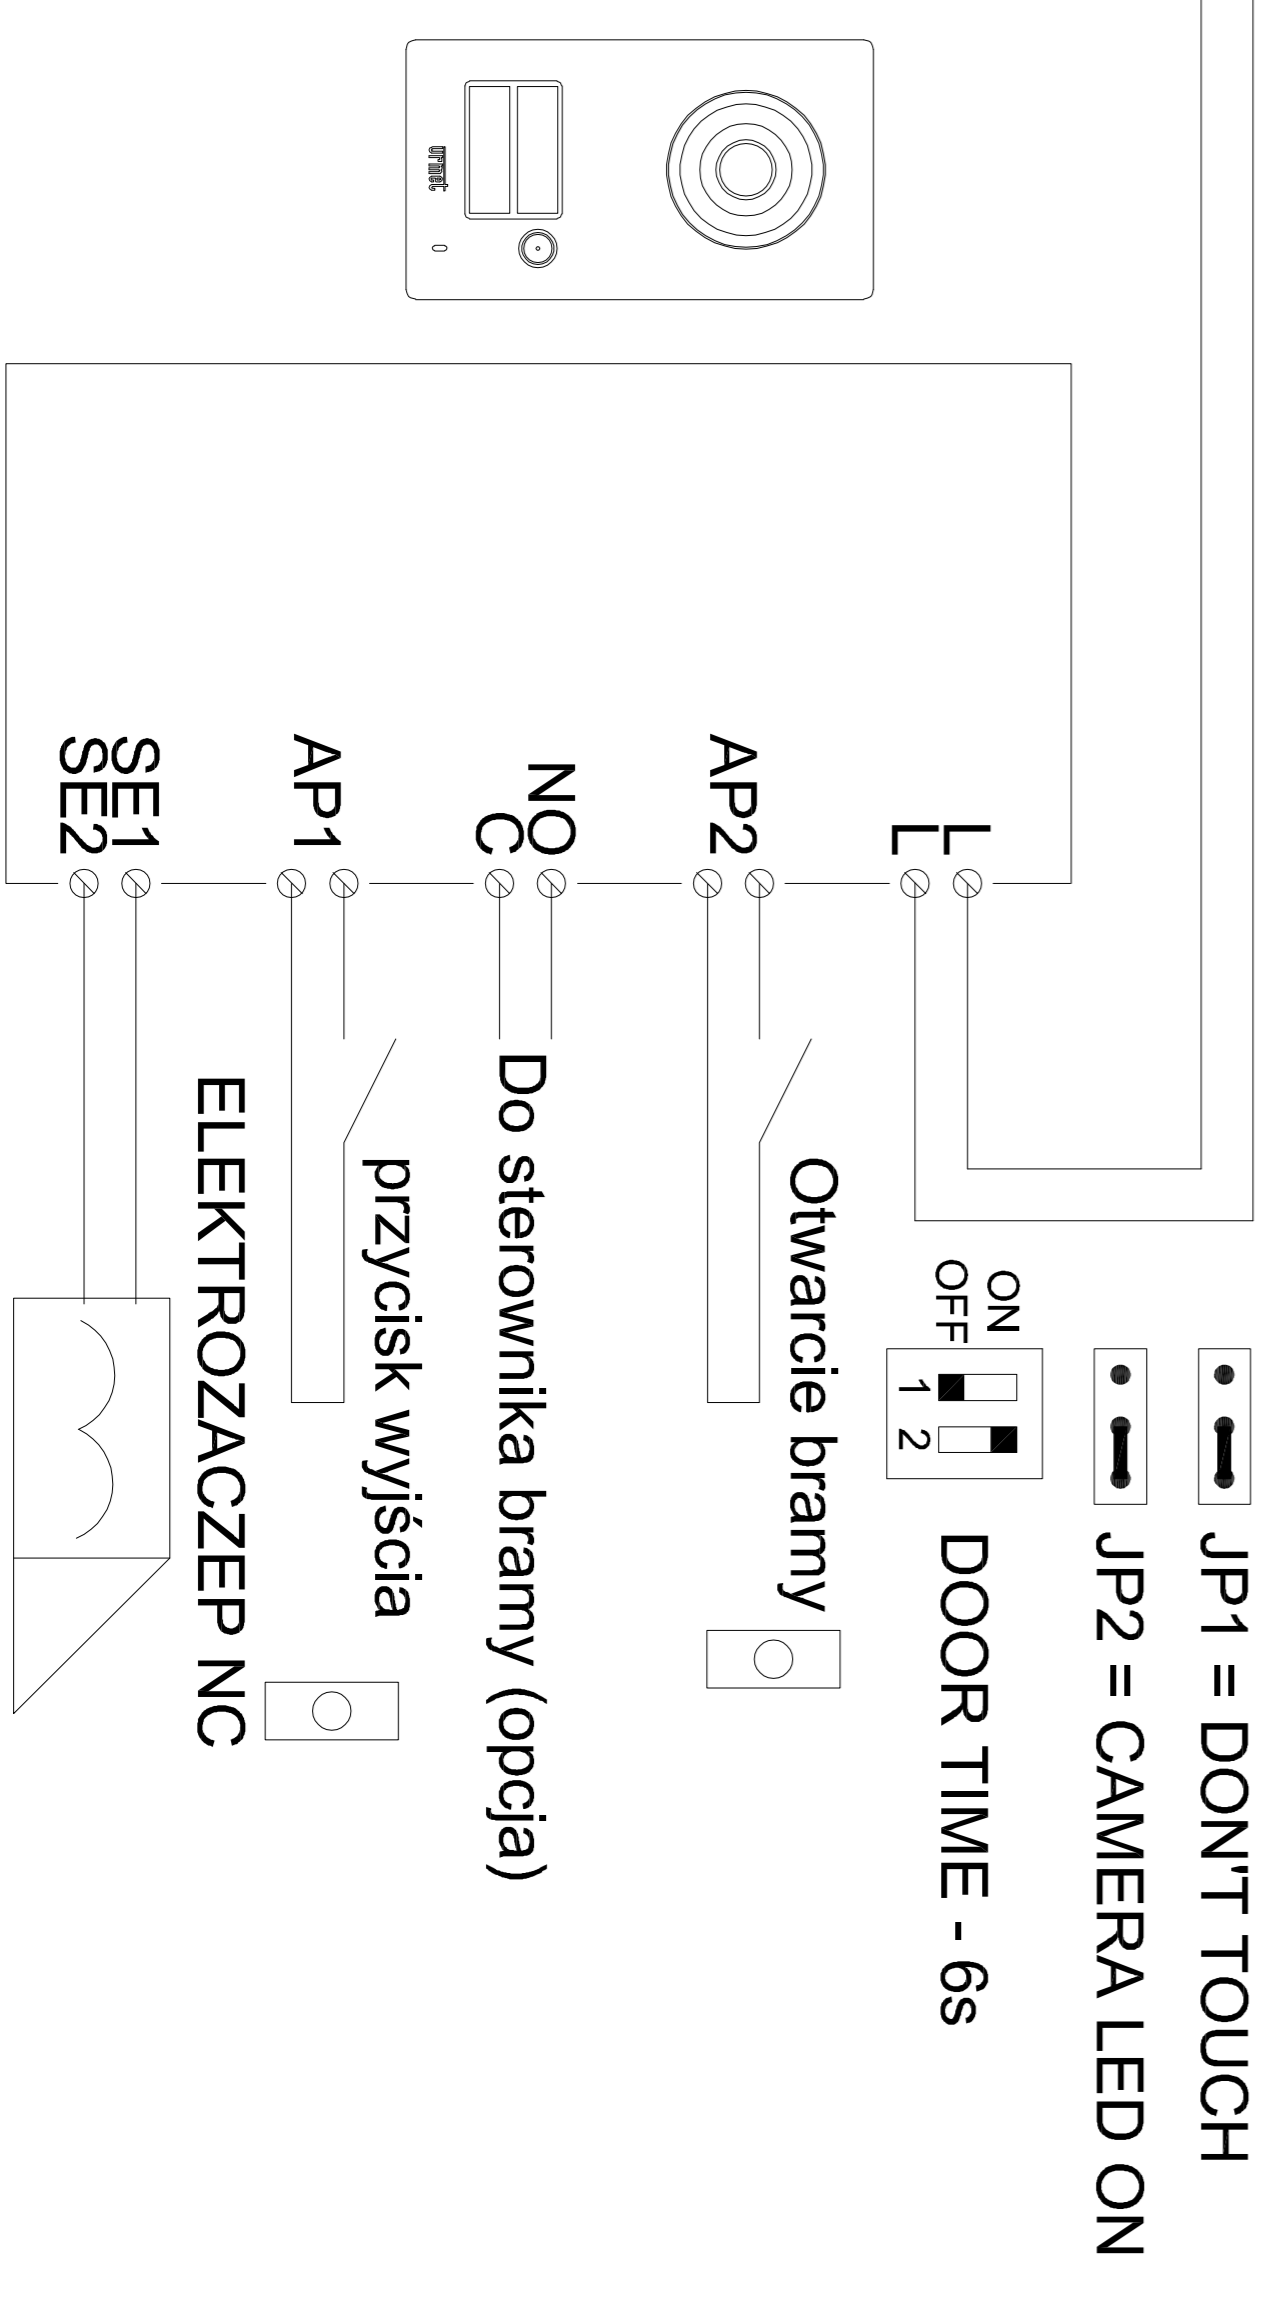 JP1 = DON'T TOUCH
JP2 = CAMERA LED ON
ON
OFF
1
2
DOOR TIME - 6s
urmet
L
L
AP2
Otwarcie bramy
NO
C
Do sterownika bramy (opcja)
AP1
przycisk wyjścia
SE1
SE2
ELEKTROZACZEP NC